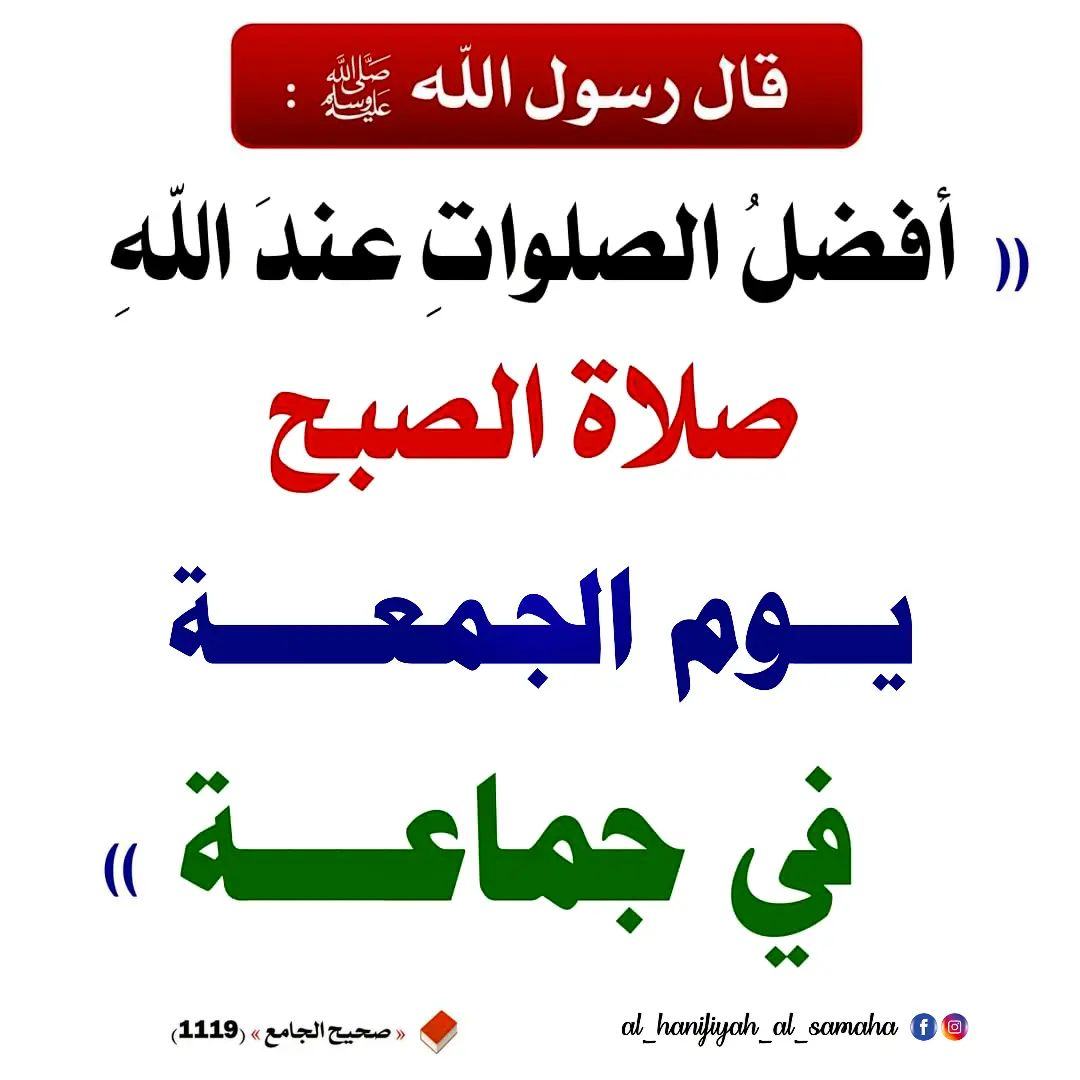 قال رسول الله ﷺ :
(( أفضلُ الصلواتِ عندَ اللهِ
صلاة الصبح
يـوم الجمعـة
في جماعـة ))
« صحيح الجامع » (1119)
al_hanifiyah_al_samaha